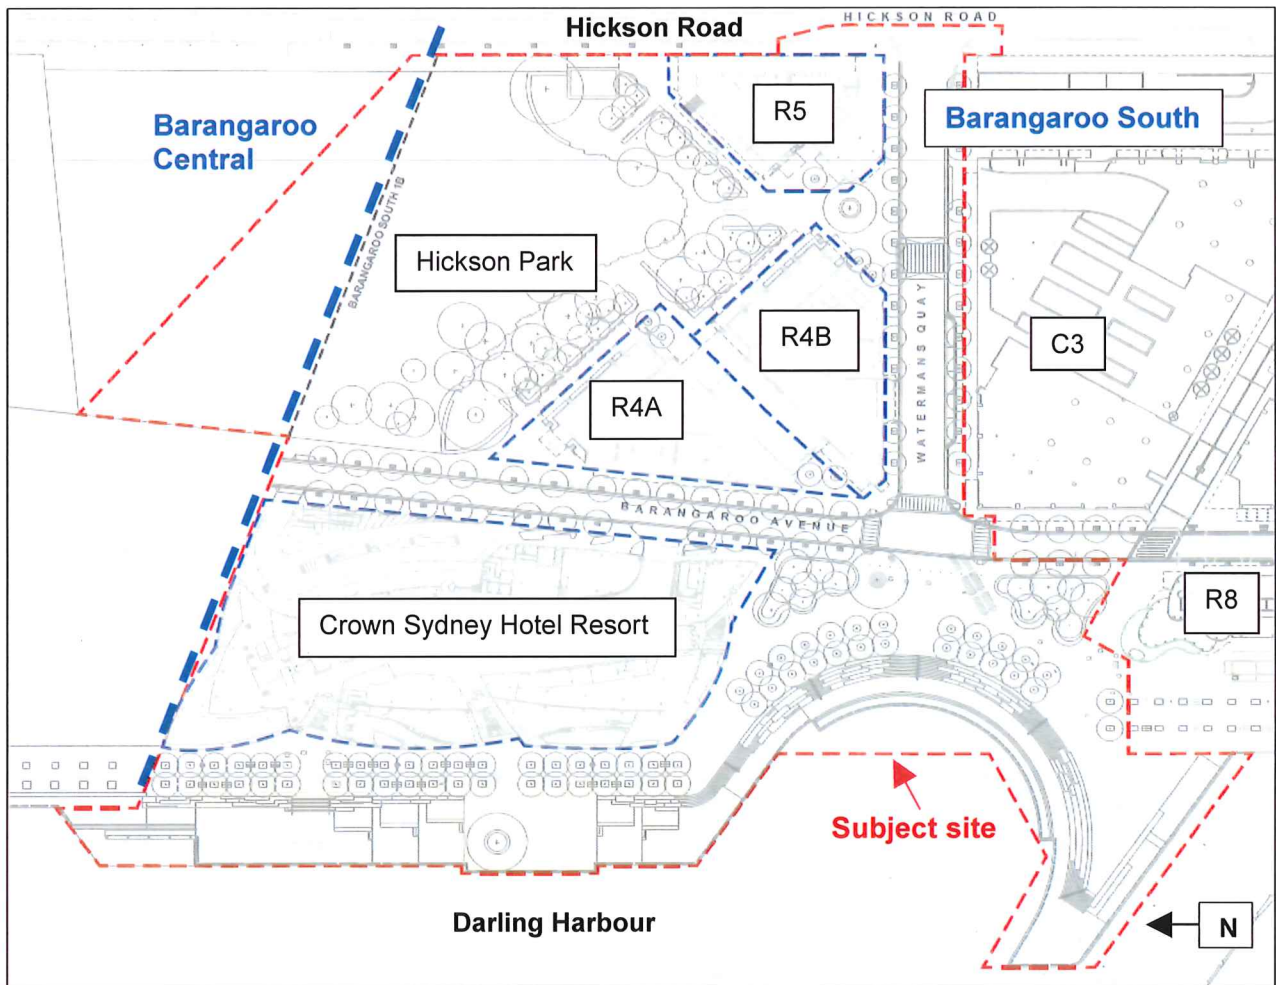 HICKSON ROAD
Hickson Road
R5
Barangaroo South
Barangaroo
Central
BARANGAROO SOUTH 1B
Hickson Park
WATERMANS QUAY
R4B
C3
R4A
BARANGAROO AVENUE
R8
Crown Sydney Hotel Resort
Subject site
Darling Harbour
N